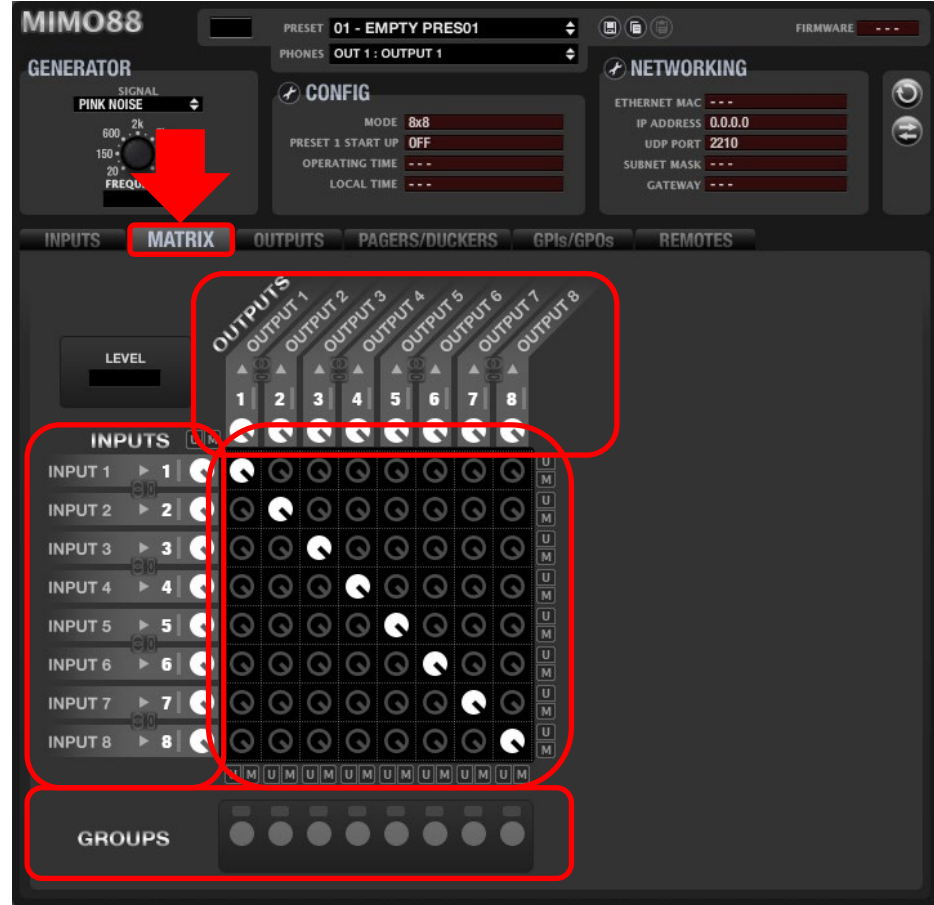 MIMO88
PRESET 01 - EMPTY PRES01
FIRMWARE - - -
PHONES OUT 1 : OUTPUT 1
GENERATOR
SIGNAL
PINK NOISE
2k
600
150
20
CONFIG
MODE 8x8
PRESET 1 START UP OFF
OPERATING TIME - - -
LOCAL TIME - - -
NETWORKING
ETHERNET MAC - - -
IP ADDRESS 0.0.0.0
UDP PORT 2210
SUBNET MASK - - -
GATEWAY - - -
INPUTS MATRIX OUTPUTS PAGERS/DUCKERS GPIs/GPOs REMOTES
OUTPUTS
OUTPUT 1
OUTPUT 2
OUTPUT 3
OUTPUT 4
OUTPUT 5
OUTPUT 6
OUTPUT 7
OUTPUT 8
LEVEL
1 2 3 4 5 6 7 8
INPUTS U M
INPUT 1 1 U M
INPUT 2 2 U M
INPUT 3 3 U M
INPUT 4 4 U M
INPUT 5 5 U M
INPUT 6 6 U M
INPUT 7 7 U M
INPUT 8 8 U M
U M U M U M U M U M U M U M U M
GROUPS